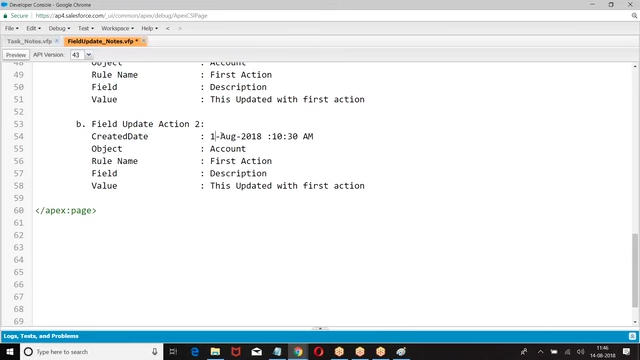 Developer Console - Google Chrome
Secure | https://ap4.salesforce.com/_ui/common/apex/debug/ApexCSIPage
File Edit Debug Test Workspace Help < >
Task_Notes.vfp FieldUpdate_Notes.vfp *
Preview API Version: 43
48 Object : Account
49 Rule Name : First Action
50 Field : Description
51 Value : This Updated with first action
52
53 b. Field Update Action 2:
54 CreatedDate : 1-Aug-2018 :10:30 AM
55 Object : Account
56 Rule Name : First Action
57 Field : Description
58 Value : This Updated with first action
59
60 </apex:page>
61
62
63
64
65
66
67
68
69
Logs, Tests, and Problems
Type here to search
11:46
14-08-2018